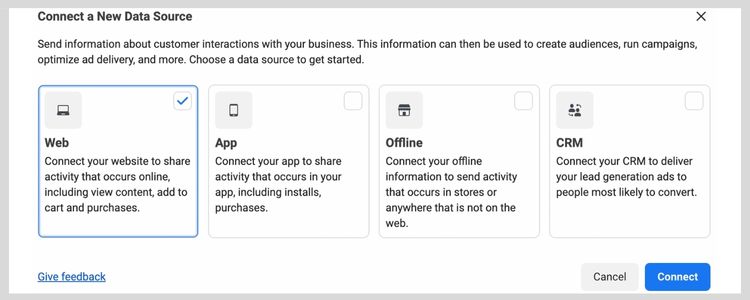 Connect a New Data Source
Send information about customer interactions with your business. This information can then be used to create audiences, run campaigns,
optimize ad delivery, and more. Choose a data source to get started.
Web
Connect your website to share
activity that occurs online,
including view content, add to
cart and purchases.
App
Connect your app to share
activity that occurs in your
app, including installs,
purchases.
Offline
Connect your offline
information to send activity
that occurs in stores or
anywhere that is not on the
web.
CRM
Connect your CRM to deliver
your lead generation ads to
people most likely to convert.
Give feedback
Cancel
Connect